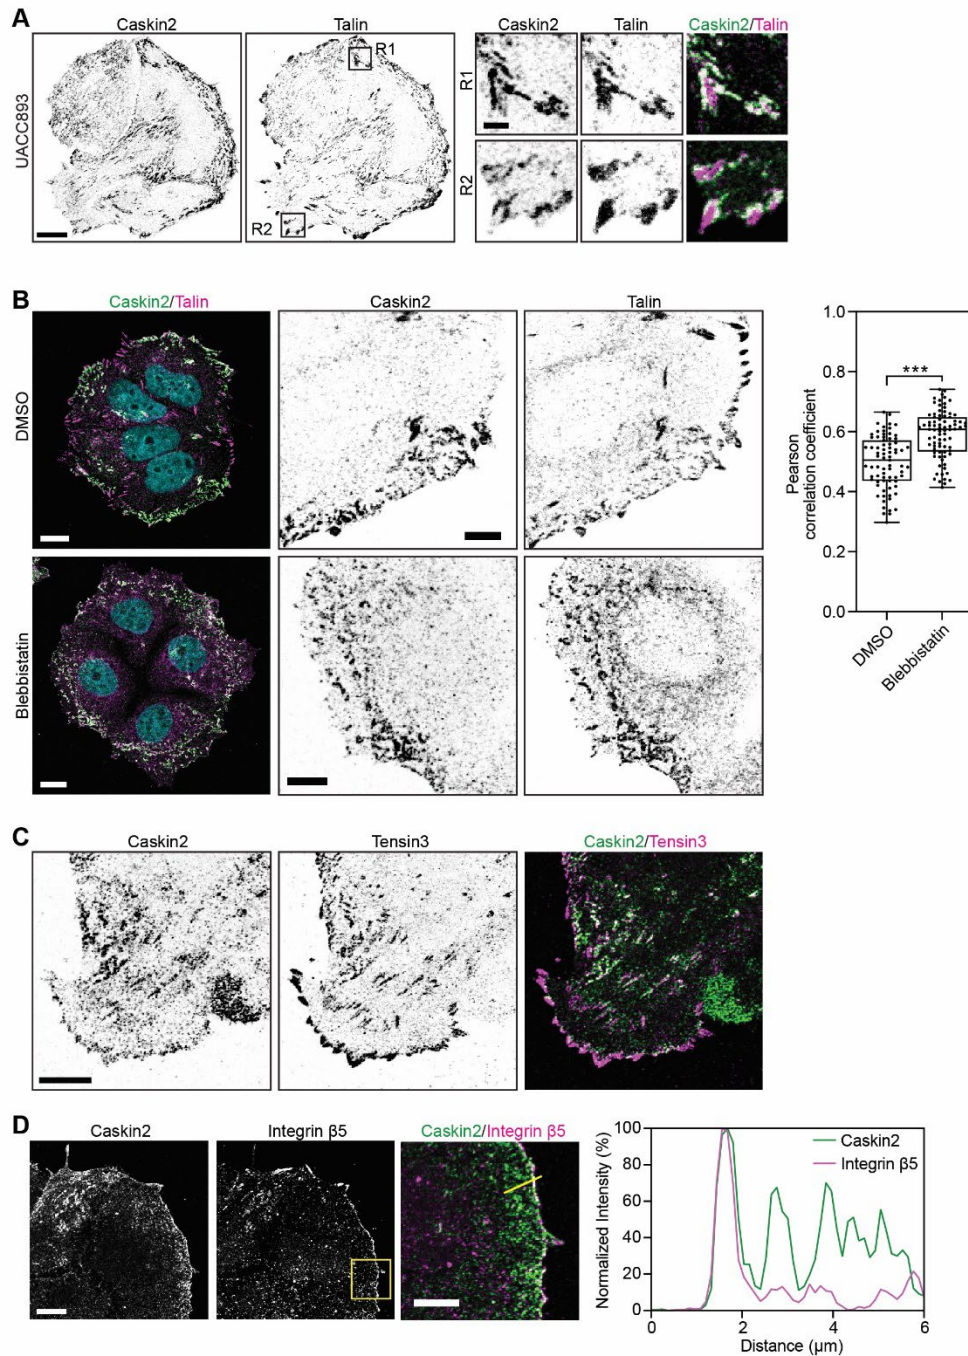 A
Caskin2
Talin
Caskin2
Talin
Caskin2/Talin
UACC893
R1
R2
R1
R2
B
Caskin2/Talin
Caskin2
Talin
DMSO
Blebbistatin
Pearson
correlation coefficient
1.0
0.8
0.6
0.4
0.2
0.0
***
DMSO
Blebbistatin
C
Caskin2
Tensin3
Caskin2/Tensin3
D
Caskin2
Integrin β5
Caskin2/Integrin β5
Normalized Intensity (%)
100
80
60
40
20
0
Caskin2
Integrin β5
0
2
4
6
Distance (μm)